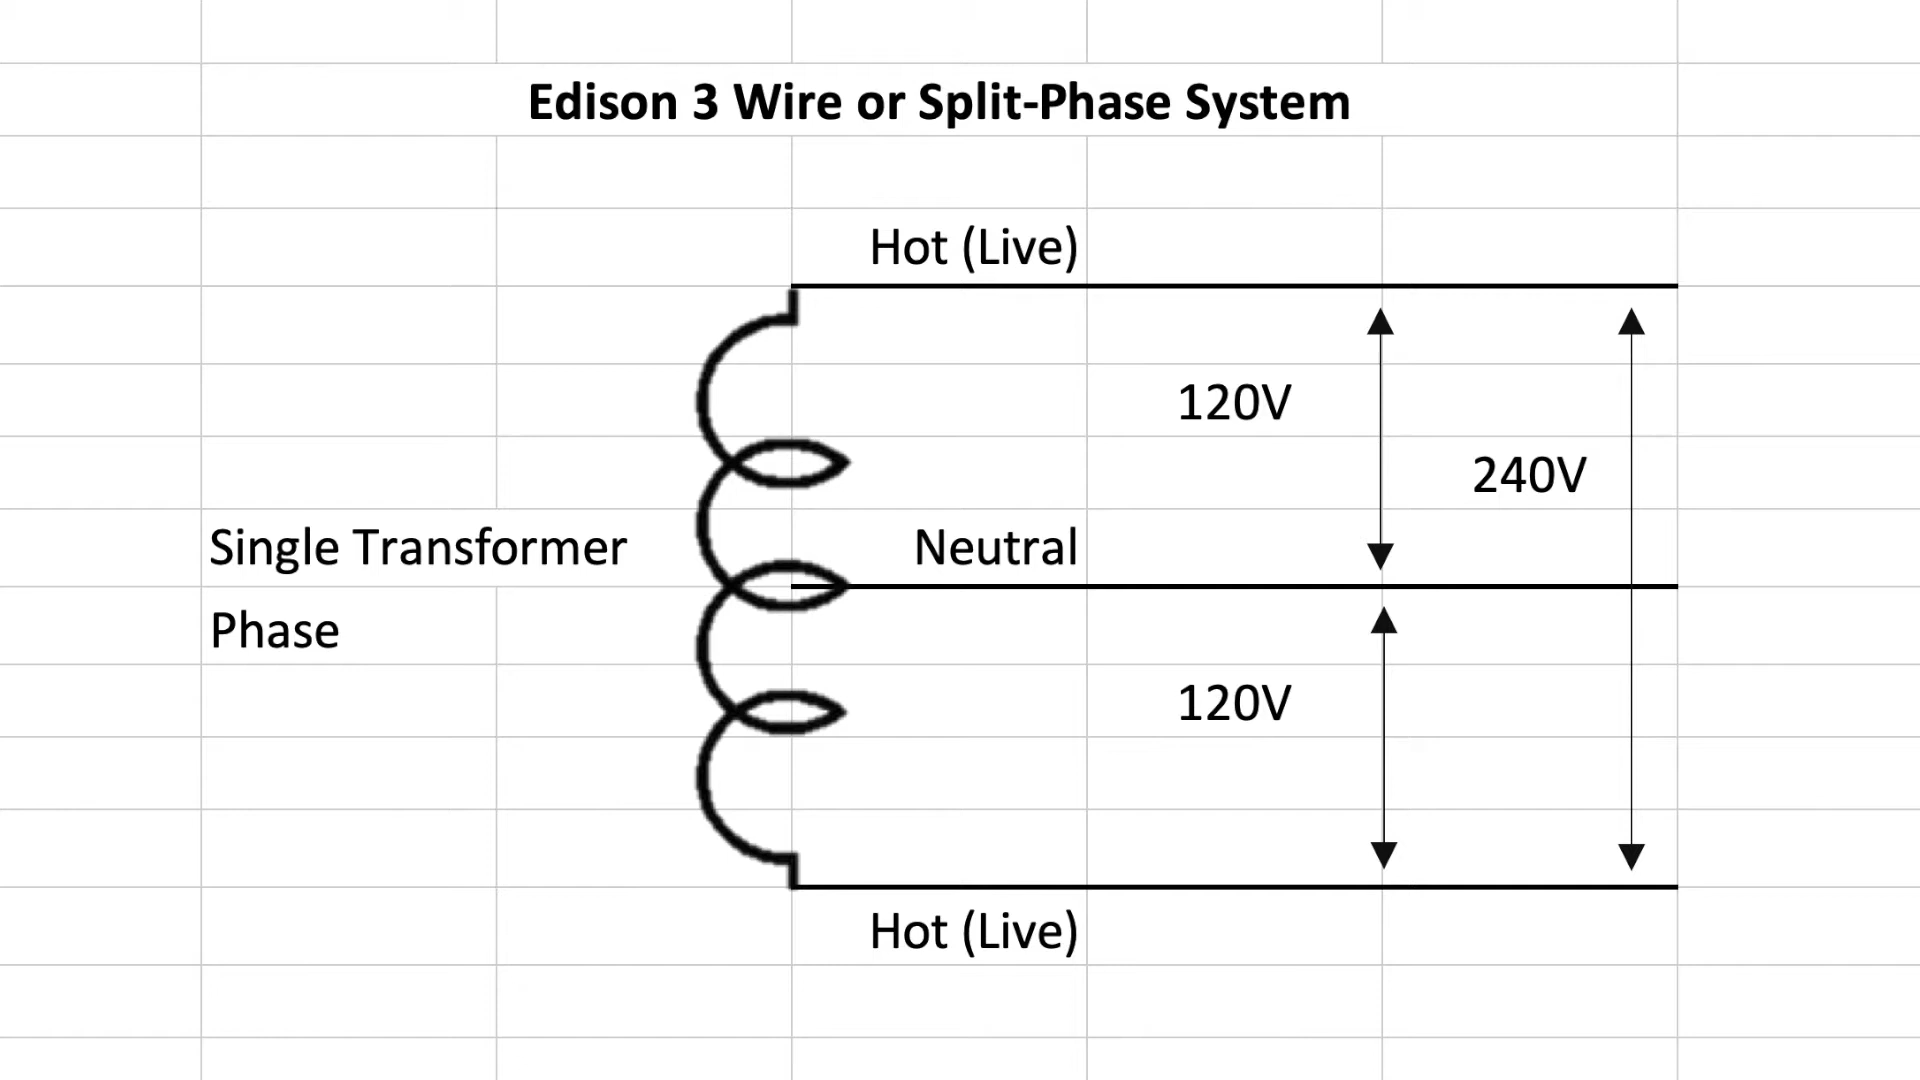 Edison 3 Wire or Split-Phase System
Hot (Live)
120V
240V
Single Transformer
Phase
Neutral
120V
Hot (Live)